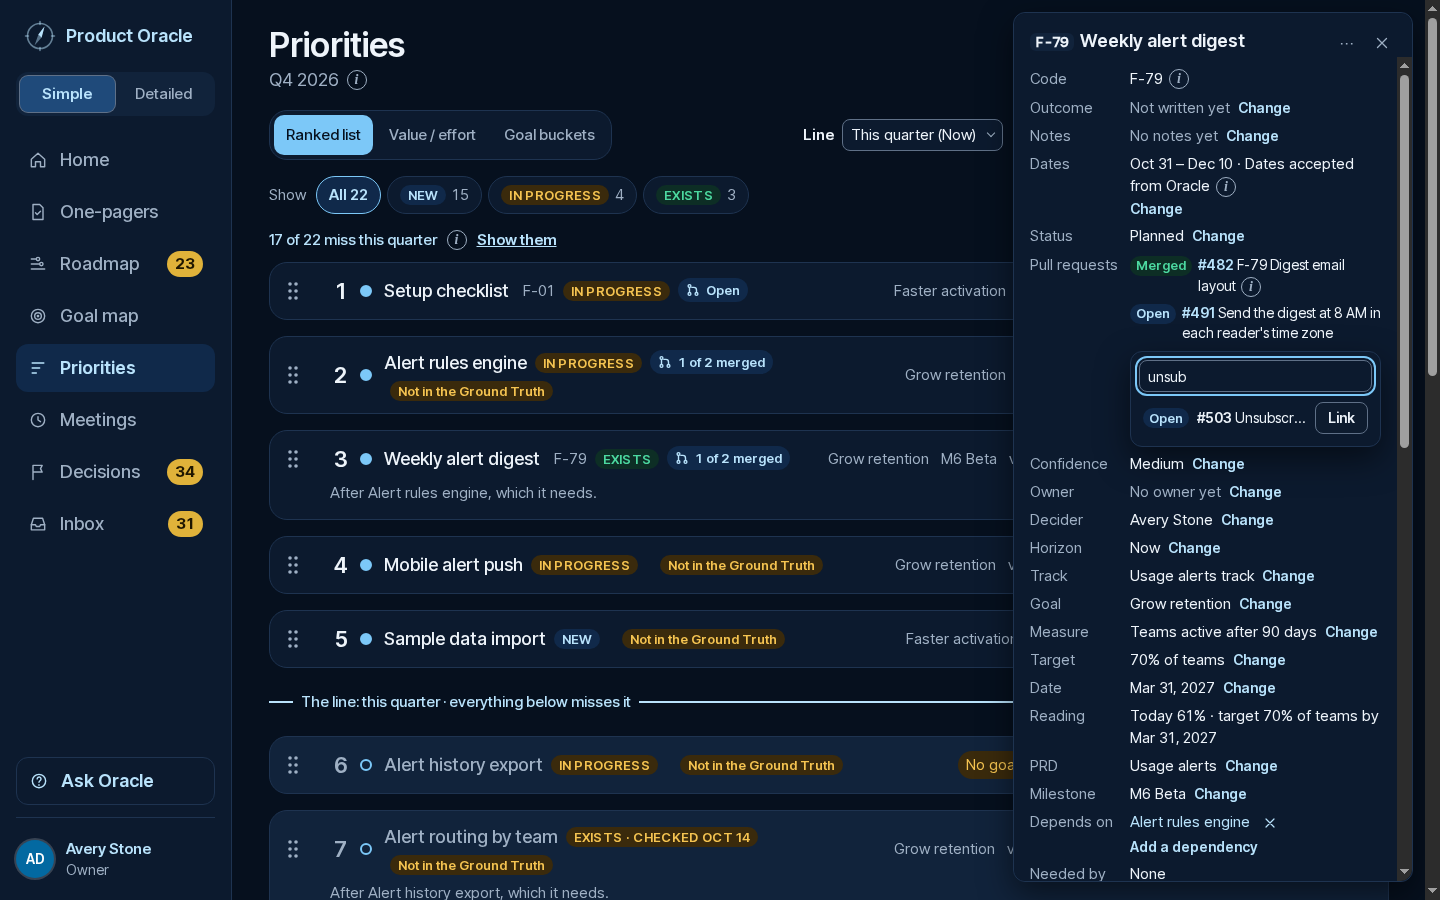 Product Oracle
Simple
Detailed
Home
One-pagers
Roadmap 23
Goal map
Priorities
Meetings
Decisions 34
Inbox 31
Ask Oracle
AD
Avery Stone
Owner
Priorities
Q4 2026 i
Ranked list
Value / effort
Goal buckets
Line
This quarter (Now)
Show
All 22
NEW 15
IN PROGRESS 4
EXISTS 3
17 of 22 miss this quarter i Show them
1 Setup checklist F-01 IN PROGRESS Open Faster activation
2 Alert rules engine IN PROGRESS 1 of 2 merged
Not in the Ground Truth
Grow retention
3 Weekly alert digest F-79 EXISTS 1 of 2 merged Grow retention M6 Beta
After Alert rules engine, which it needs.
4 Mobile alert push IN PROGRESS Not in the Ground Truth Grow retention
5 Sample data import NEW Not in the Ground Truth Faster activation
The line: this quarter · everything below misses it
6 Alert history export IN PROGRESS Not in the Ground Truth No goa
7 Alert routing by team EXISTS · CHECKED OCT 14
Not in the Ground Truth
Grow retention
After Alert history export, which it needs.
F-79 Weekly alert digest ...
Code F-79 i
Outcome Not written yet Change
Notes No notes yet Change
Dates Oct 31 – Dec 10 · Dates accepted
from Oracle i
Change
Status Planned Change
Pull requests Merged #482 F-79 Digest email
layout i
Open #491 Send the digest at 8 AM in
each reader's time zone
unsub
Open #503 Unsubscr... Link
Confidence Medium Change
Owner No owner yet Change
Decider Avery Stone Change
Horizon Now Change
Track Usage alerts track Change
Goal Grow retention Change
Measure Teams active after 90 days Change
Target 70% of teams Change
Date Mar 31, 2027 Change
Reading Today 61% · target 70% of teams by
Mar 31, 2027
PRD Usage alerts Change
Milestone M6 Beta Change
Depends on Alert rules engine
Add a dependency
Needed by None